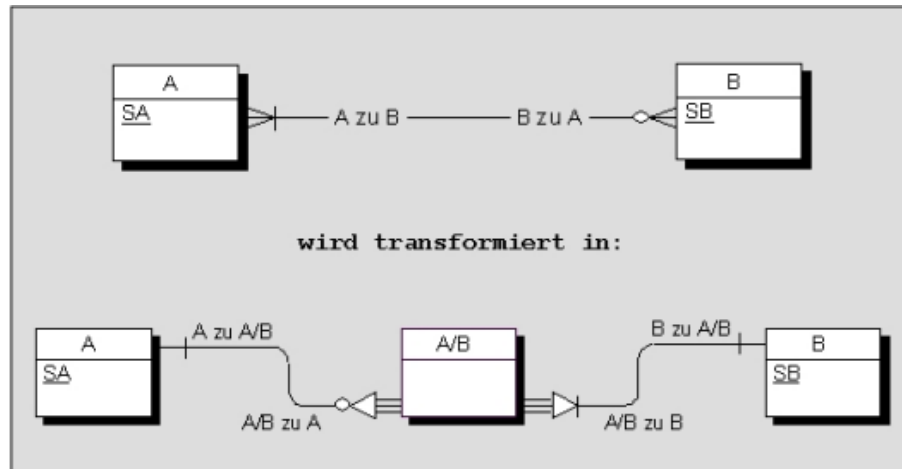 A
SA
A zu B
B zu A
B
SB
wird transformiert in:
A
SA
A zu A/B
A/B zu A
A/B
B zu A/B
A/B zu B
B
SB